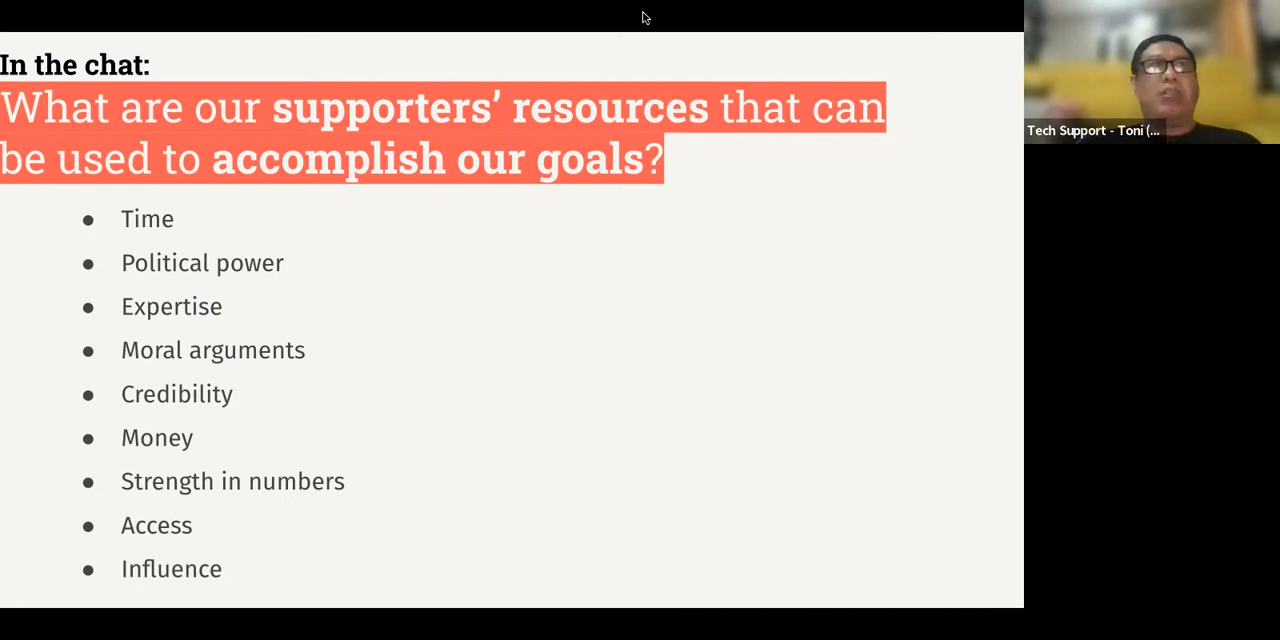 In the chat:
What are our supporters’ resources that can
be used to accomplish our goals?
● Time
● Political power
● Expertise
● Moral arguments
● Credibility
● Money
● Strength in numbers
● Access
● Influence
Tech Support - Toni (...